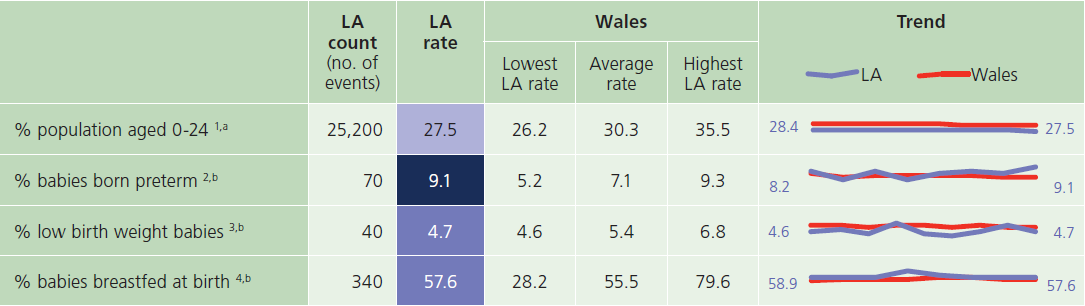 LA count (no. of events) LA rate Wales Trend
Lowest LA rate Average rate Highest LA rate LA Wales
% population aged 0-24 1,a 25,200 27.5 26.2 30.3 35.5 28.4 27.5
% babies born preterm 2,b 70 9.1 5.2 7.1 9.3 8.2 9.1
% low birth weight babies 3,b 40 4.7 4.6 5.4 6.8 4.6 4.7
% babies breastfed at birth 4,b 340 57.6 28.2 55.5 79.6 58.9 57.6